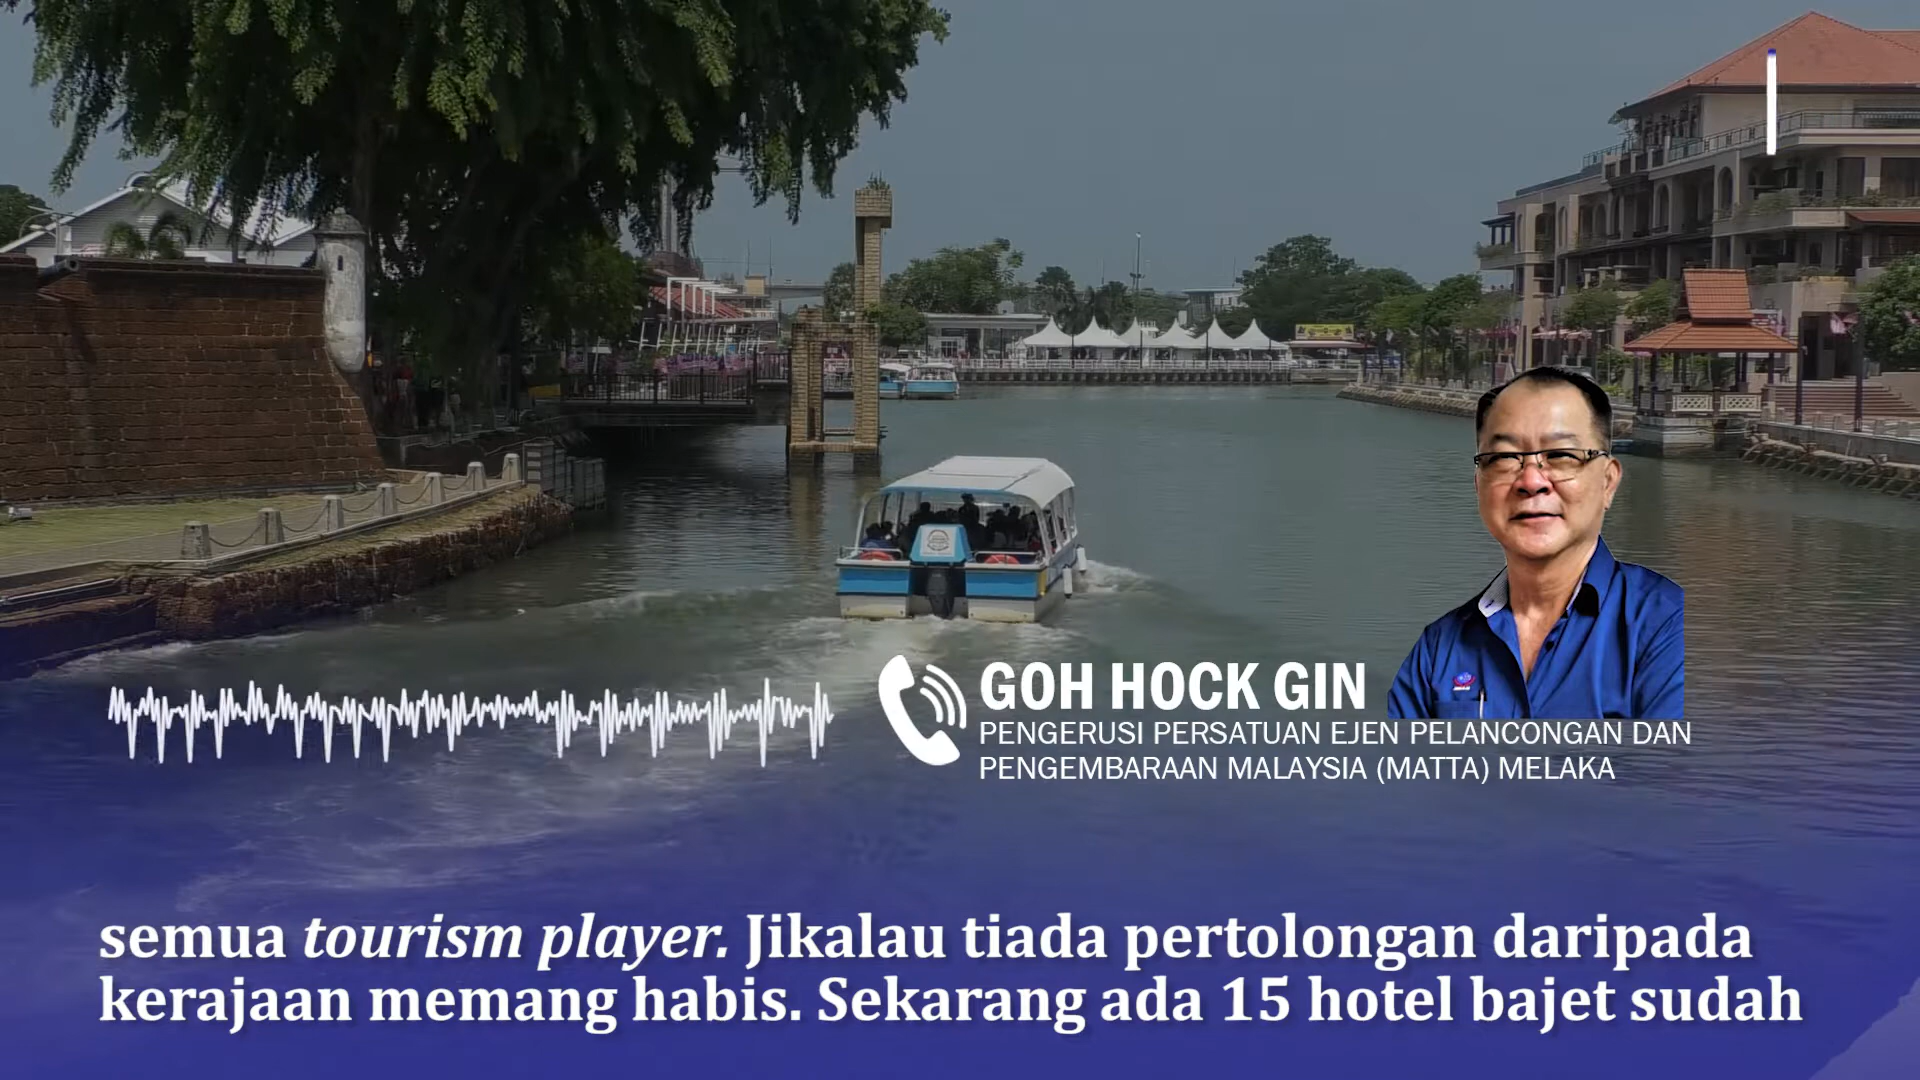 GOH HOCK GIN
PENGERUSI PERSATUAN EJEN PELANCONGAN DAN
PENGEMBARAAN MALAYSIA (MATTA) MELAKA
semua tourism player. Jikalau tiada pertolongan daripada
kerajaan memang habis. Sekarang ada 15 hotel bajet sudah